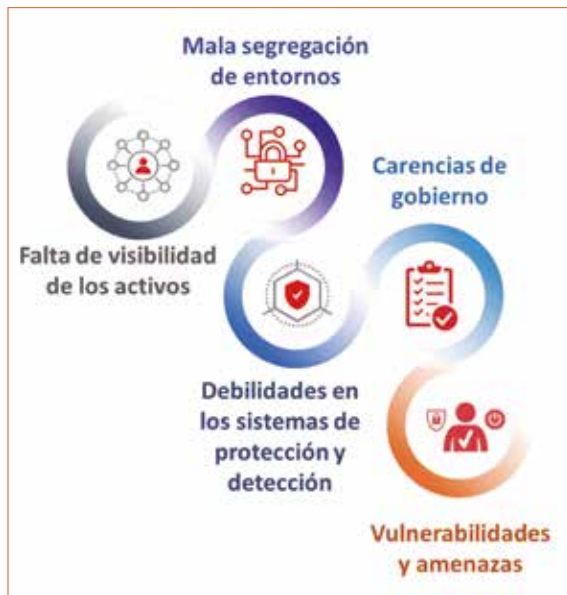 Mala segregación
de entornos
Carencias de
gobierno
Falta de visibilidad
de los activos
Debilidades en
los sistemas de
protección y
detección
Vulnerabilidades
y amenazas